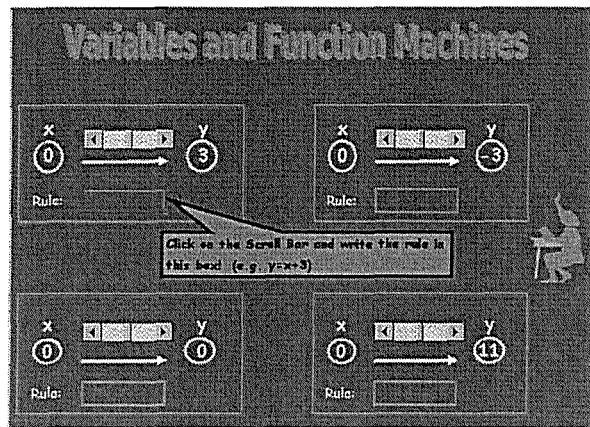 Variables and Function Machines
x y
0 3
Rule:
x y
0 -3
Rule:
Click on the Scroll Bar and write the rule in
this box! (e.g. y=x+3)
x y
0 0
Rule:
x y
0 11
Rule: